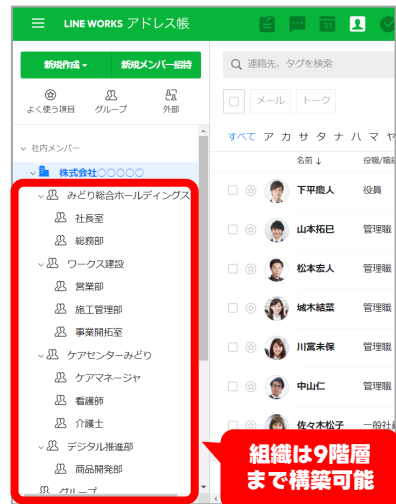 LINE WORKS アドレス帳
新規作成
新規メンバー招待
よく使う項目
グループ
外部
社内メンバー
株式会社○○○○○
みどり総合ホールディングス
社長室
総務部
ワークス建設
営業部
施工管理部
事業開拓室
ケアセンターみどり
ケアマネージャ
看護師
介護士
デジタル推進部
商品開発部
グループ
連絡先、タグを検索
メール
トーク
すべて ア カ サ タ ナ ハ マ ヤ
名前↓
役職/職級
下平龍人
役員
山本拓巳
管理職
松本宏人
管理職
城木結菜
管理職
川宮未保
管理職
中山仁
管理職
佐々木松子
一般社員
組織は9階層
まで構築可能
31